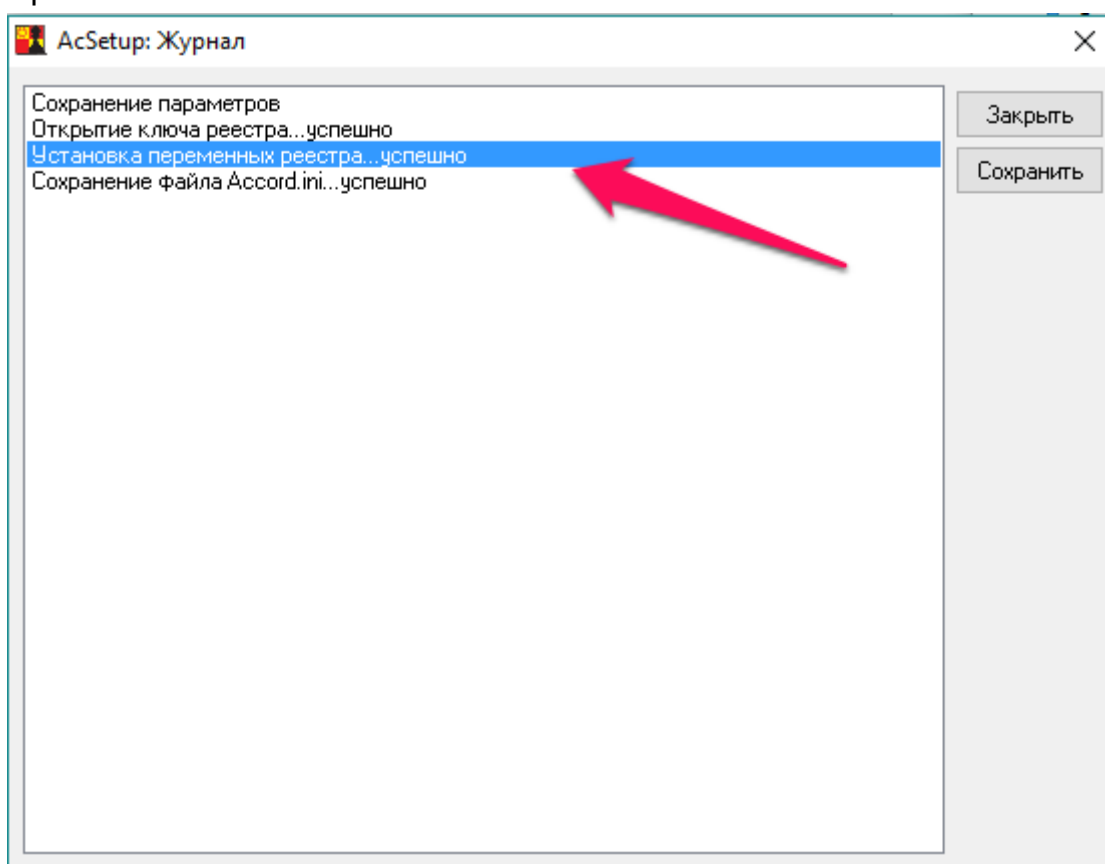 AcSetup: Журнал
Сохранение параметров
Открытие ключа реестра...успешно
Установка переменных реестра...успешно
Сохранение файла Accord.ini...успешно
Закрыть
Сохранить